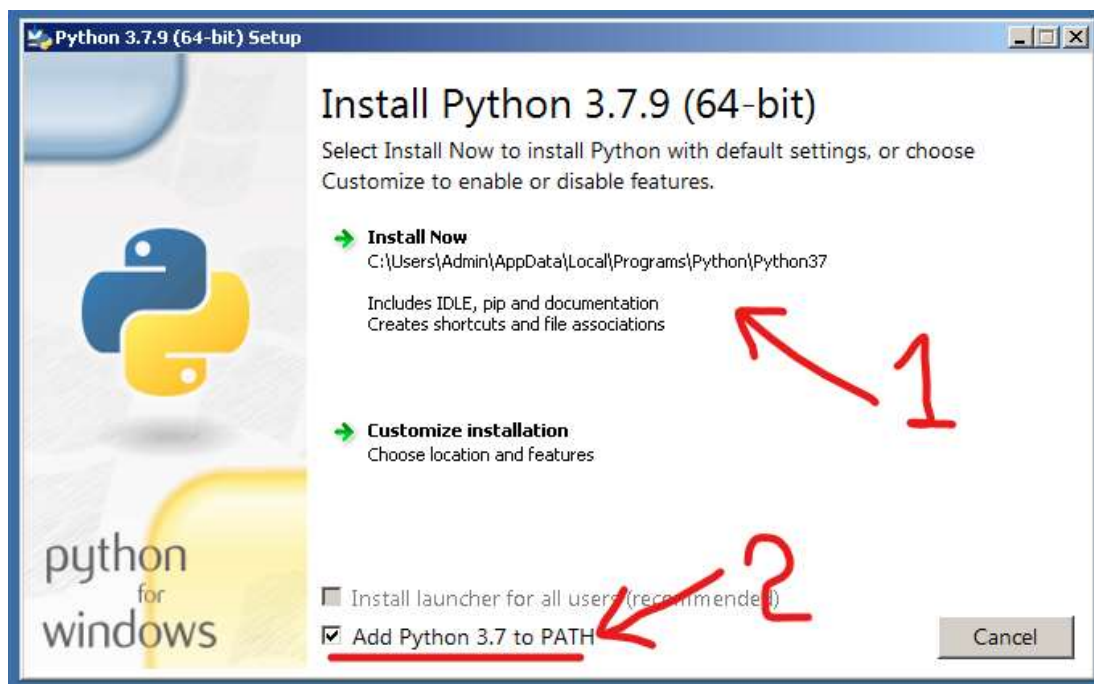 Python 3.7.9 (64-bit) Setup
Install Python 3.7.9 (64-bit)
Select Install Now to install Python with default settings, or choose
Customize to enable or disable features.
Install Now
C:\Users\Admin\AppData\Local\Programs\Python\Python37
Includes IDLE, pip and documentation
Creates shortcuts and file associations
1
Customize installation
Choose location and features
python
for
windows
2
Install launcher for all users (recommended)
Add Python 3.7 to PATH
Cancel